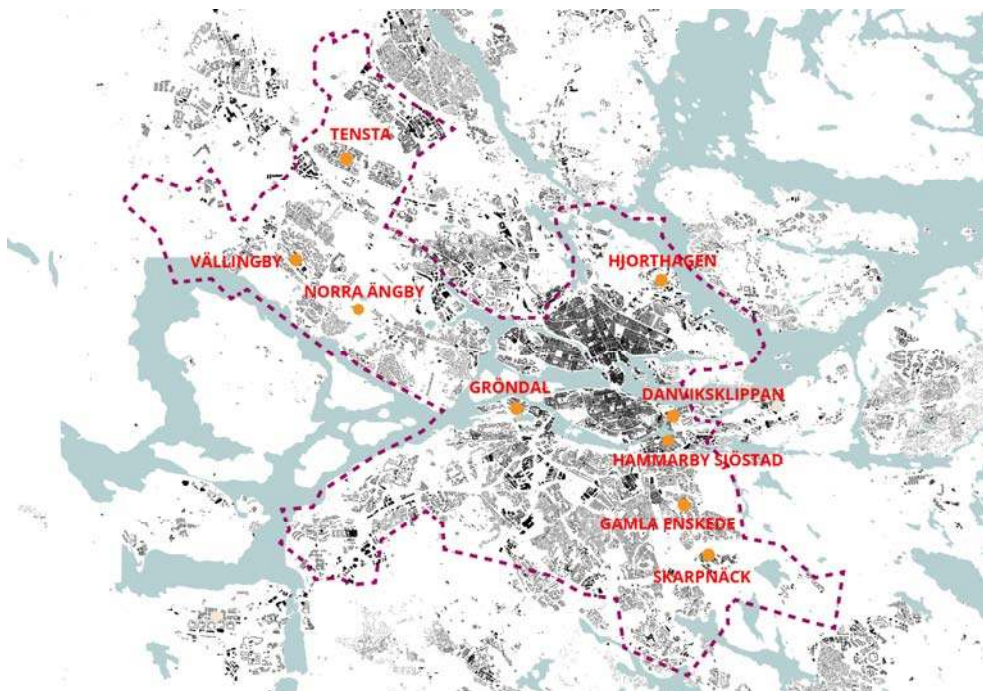 TENSTA
VÄLLINGBY
HJORTHAGEN
NORRA ÄNGBY
GRÖNDAL
DANVIKSKLIPPAN
HAMMARBY SJÖSTAD
GAMLA ENSKEDE
SKARPNÄCK